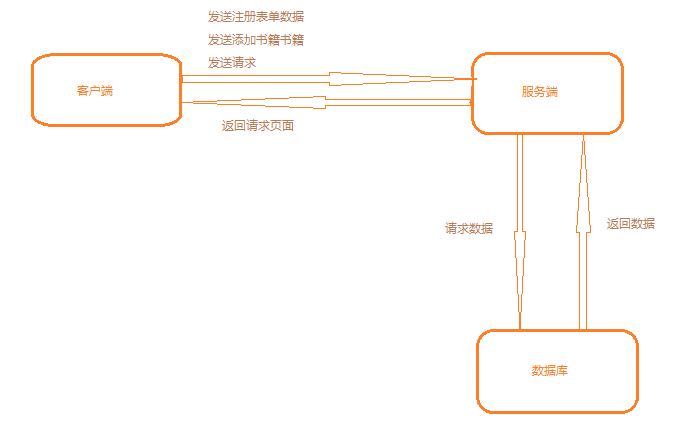 发送注册表单数据
发送添加书籍书籍
发送请求
客户端
服务端
返回请求页面
请求数据
返回数据
数据库